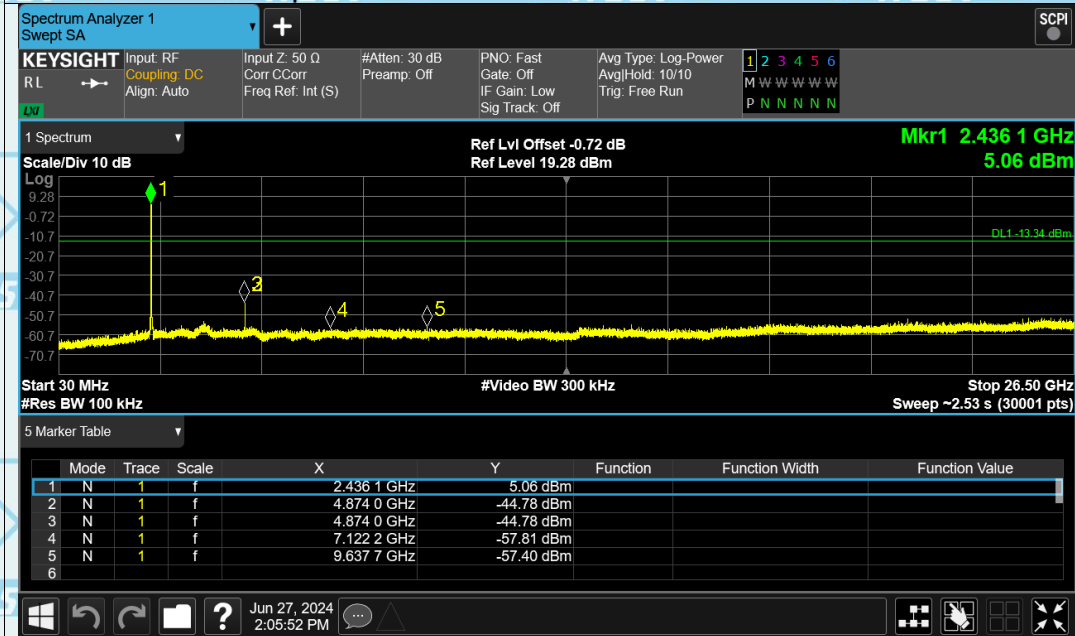 Spectrum Analyzer 1
Swept SA
+
SCPI
KEYSIGHT Input: RF Input Z: 50 Ω #Atten: 30 dB PNO: Fast Avg Type: Log-Power 1 2 3 4 5 6
RL Coupling: DC Corr CCorr Preamp: Off Gate: Off Avg|Hold: 10/10 M W W W W W
Align: Auto Freq Ref: Int (S) IF Gain: Low Trig: Free Run
LXI Sig Track: Off P N N N N N
1 Spectrum Ref Lvl Offset -0.72 dB Mkr1 2.436 1 GHz
Scale/Div 10 dB Ref Level 19.28 dBm 5.06 dBm
Log
1
9.28
-0.72
-10.7 DL1 -13.34 dBm
-20.7
-30.7 3
-40.7
4 5
-50.7
-60.7
-70.7
Start 30 MHz #Video BW 300 kHz Stop 26.50 GHz
#Res BW 100 kHz Sweep ~2.53 s (30001 pts)
5 Marker Table
Mode Trace Scale X Y Function Function Width Function Value
1 N 1 f 2.436 1 GHz 5.06 dBm
2 N 1 f 4.874 0 GHz -44.78 dBm
3 N 1 f 4.874 0 GHz -44.78 dBm
4 N 1 f 7.122 2 GHz -57.81 dBm
5 N 1 f 9.637 7 GHz -57.40 dBm
6
? Jun 27, 2024
2:05:52 PM